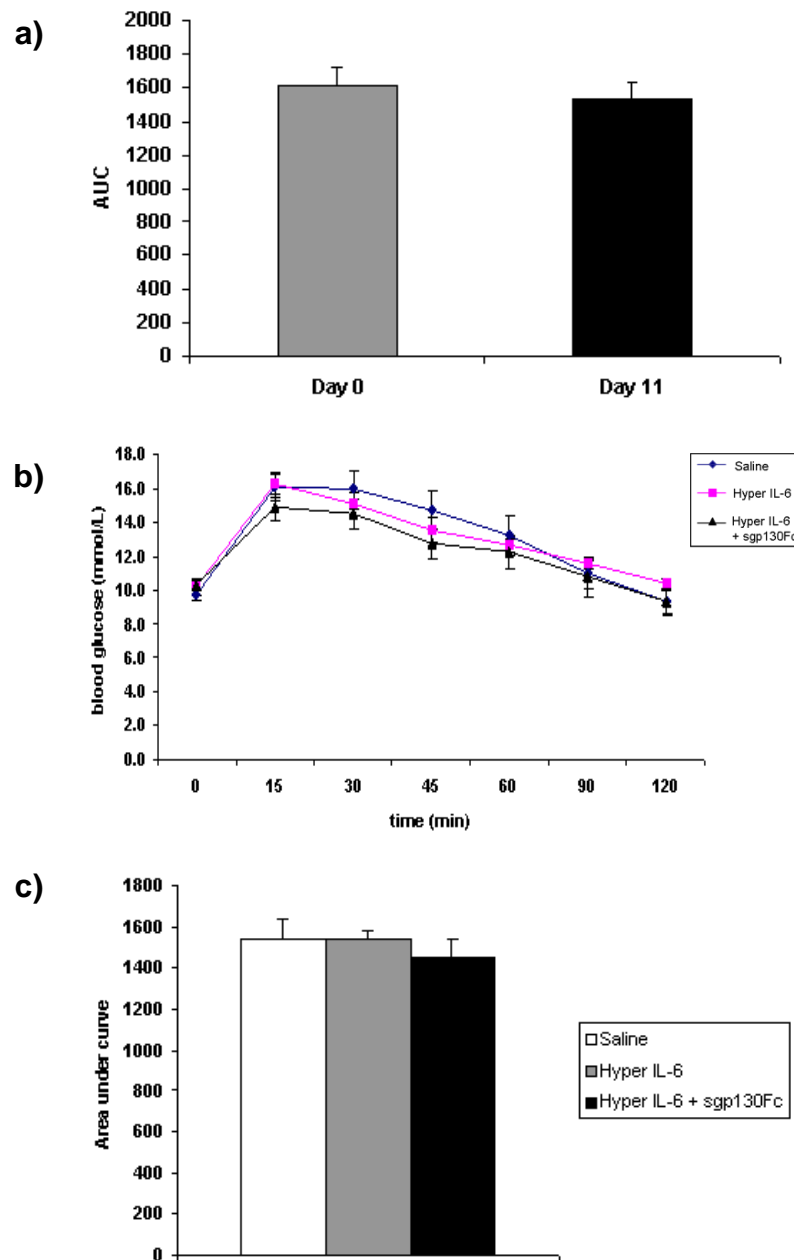 a)
2000
1800
1600
1400
1200
1000
800
600
400
200
0
AUC
Day 0 Day 11
b)
18.0
16.0
14.0
12.0
10.0
8.0
6.0
4.0
2.0
0.0
blood glucose (mmol/L)
0 15 30 45 60 90 120
time (min)
Saline
Hyper IL-6
Hyper IL-6
+ sgp130Fc
c)
1800
1600
1400
1200
1000
800
600
400
200
0
Area under curve
Saline
Hyper IL-6
Hyper IL-6 + sgp130Fc